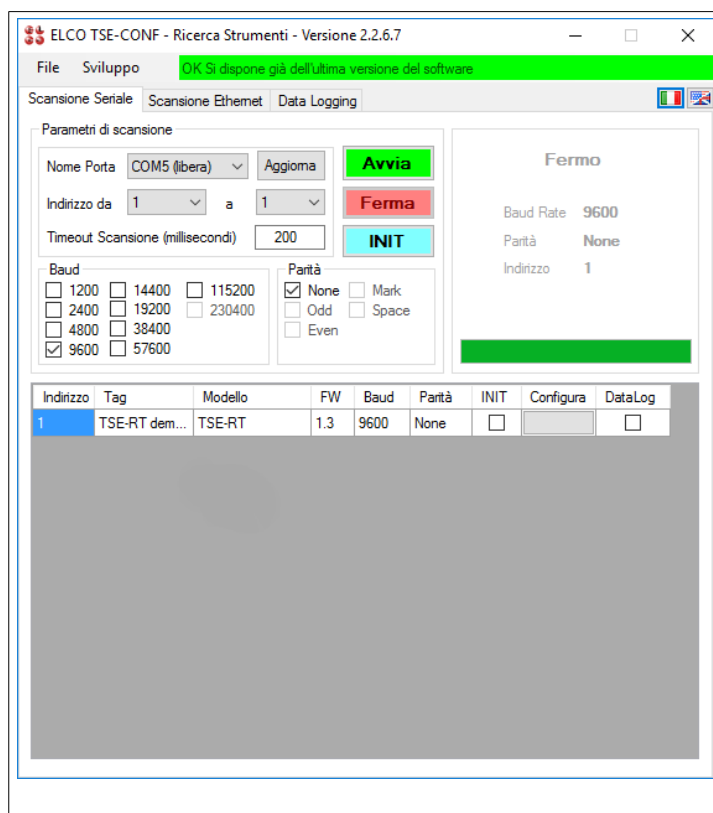 ELCO TSE-CONF - Ricerca Strumenti - Versione 2.2.6.7
File Sviluppo OK Si dispone già dell'ultima versione del software
Scansione Seriale Scansione Ethernet Data Logging
Parametri di scansione
Nome Porta COM5 (libera) Aggiorna Avvia
Indirizzo da 1 a 1 Ferma
Timeout Scansione (millisecondi) 200 INIT
Baud
1200 14400 115200
2400 19200 230400
4800 38400
9600 57600
Parità
None Mark
Odd Space
Even
Fermo
Baud Rate 9600
Parità None
Indirizzo 1
Indirizzo Tag Modello FW Baud Parità INIT Configura DataLog
1 TSE-RT dem... TSE-RT 1.3 9600 None